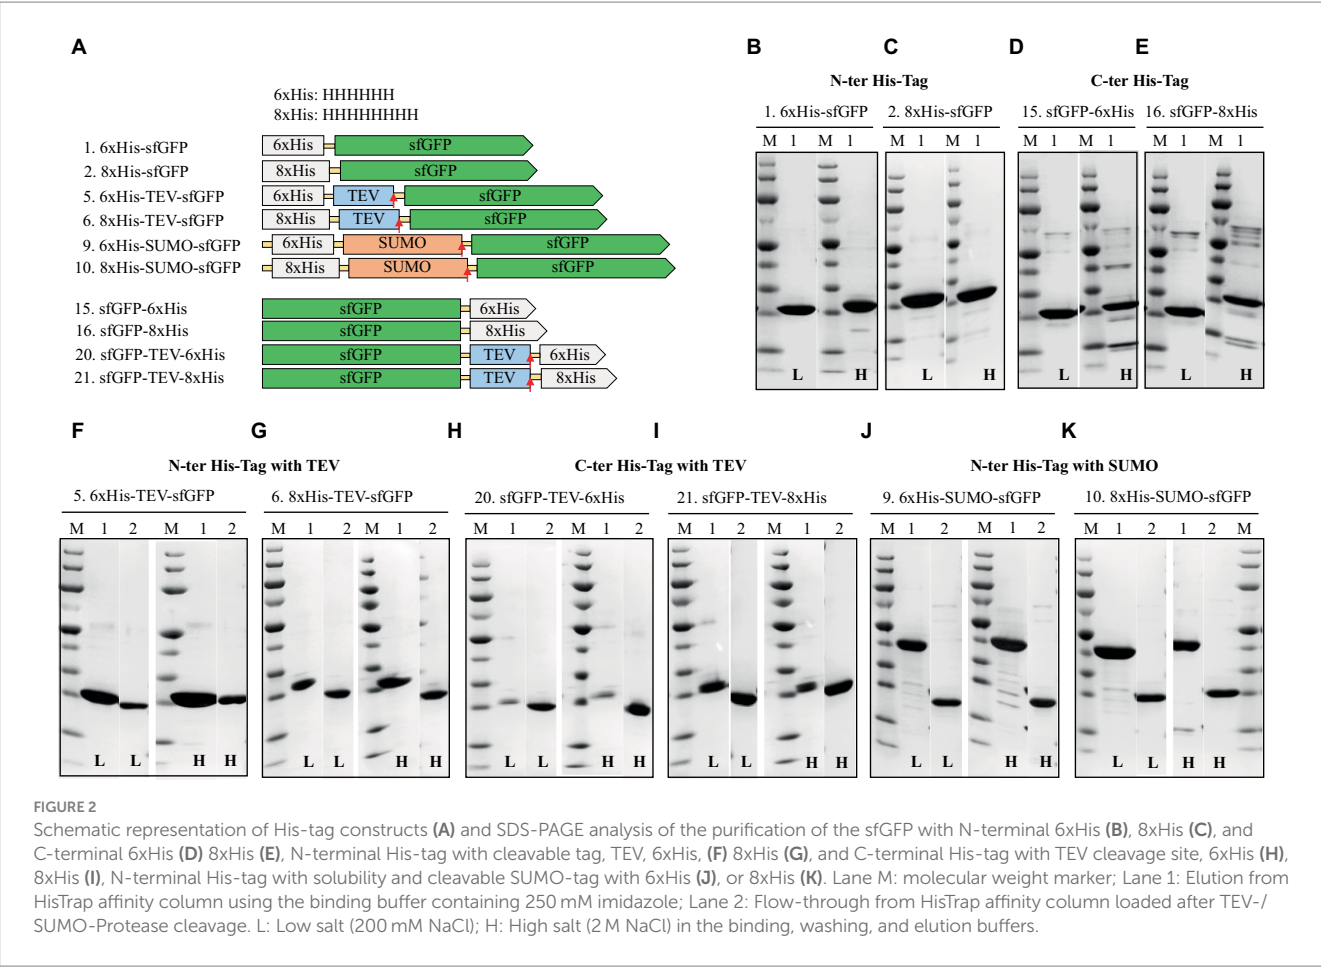 A
6xHis: HHHHHH
8xHis: HHHHHHHH
1. 6xHis-sfGFP 6xHis sfGFP
2. 8xHis-sfGFP 8xHis sfGFP
5. 6xHis-TEV-sfGFP 6xHis TEV sfGFP
6. 8xHis-TEV-sfGFP 8xHis TEV sfGFP
9. 6xHis-SUMO-sfGFP 6xHis SUMO sfGFP
10. 8xHis-SUMO-sfGFP 8xHis SUMO sfGFP
15. sfGFP-6xHis sfGFP 6xHis
16. sfGFP-8xHis sfGFP 8xHis
20. sfGFP-TEV-6xHis sfGFP TEV 6xHis
21. sfGFP-TEV-8xHis sfGFP TEV 8xHis
B C D E
N-ter His-Tag C-ter His-Tag
1. 6xHis-sfGFP 2. 8xHis-sfGFP 15. sfGFP-6xHis 16. sfGFP-8xHis
M 1 M 1 M 1 M 1 M 1 M 1 M 1 M 1
L H L H L H L H
F G H I J K
N-ter His-Tag with TEV C-ter His-Tag with TEV N-ter His-Tag with SUMO
5. 6xHis-TEV-sfGFP 6. 8xHis-TEV-sfGFP 20. sfGFP-TEV-6xHis 21. sfGFP-TEV-8xHis 9. 6xHis-SUMO-sfGFP 10. 8xHis-SUMO-sfGFP
M 1 2 M 1 2 M 1 2 M 1 2 M 1 2 M 1 2 M 1 2 M 1 2 M 1 2 M 1 2 M 1 2 1 2 M
L L H H L L H H L L H H L L H H L L H H L L H H
FIGURE 2
Schematic representation of His-tag constructs (A) and SDS-PAGE analysis of the purification of the sfGFP with N-terminal 6xHis (B), 8xHis (C), and
C-terminal 6xHis (D) 8xHis (E), N-terminal His-tag with cleavable tag, TEV, 6xHis, (F) 8xHis (G), and C-terminal His-tag with TEV cleavage site, 6xHis (H),
8xHis (I), N-terminal His-tag with solubility and cleavable SUMO-tag with 6xHis (J), or 8xHis (K). Lane M: molecular weight marker; Lane 1: Elution from
HisTrap affinity column using the binding buffer containing 250 mM imidazole; Lane 2: Flow-through from HisTrap affinity column loaded after TEV-/
SUMO-Protease cleavage. L: Low salt (200 mM NaCl); H: High salt (2 M NaCl) in the binding, washing, and elution buffers.